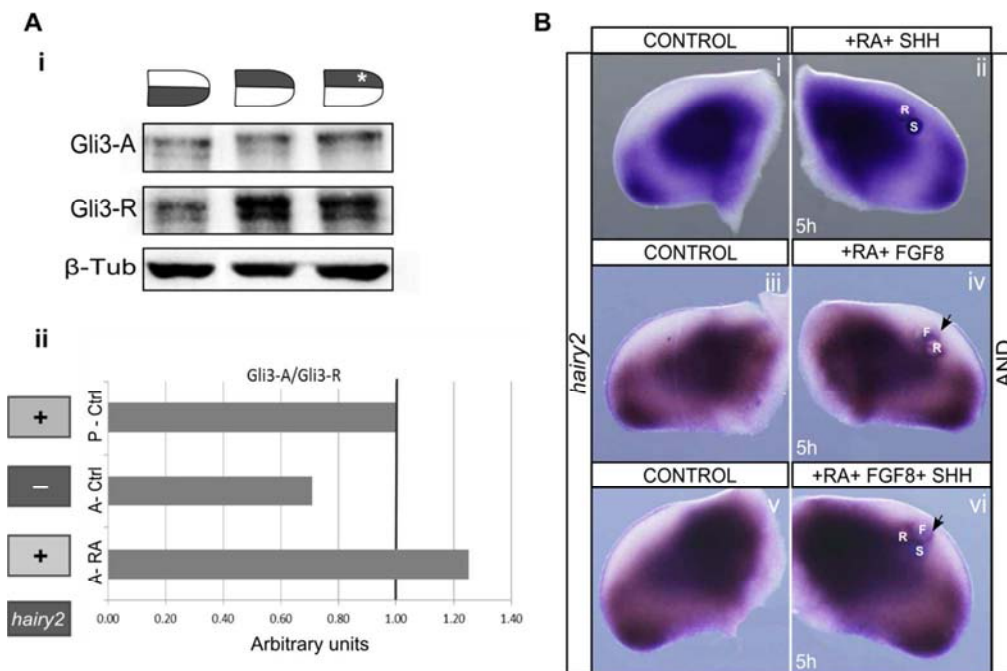 A
i
*
Gli3-A
Gli3-R
β-Tub
ii
Gli3-A/Gli3-R
+
P - Ctrl
–
A- Ctrl
+
A- RA
hairy2
0.00 0.20 0.40 0.60 0.80 1.00 1.20 1.40
Arbitrary units
B
CONTROL +RA+ SHH
i ii
R
S
5h
CONTROL +RA+ FGF8
hairy2
iii iv
F
R
AND
5h
CONTROL +RA+ FGF8+ SHH
v vi
R F
S
5h